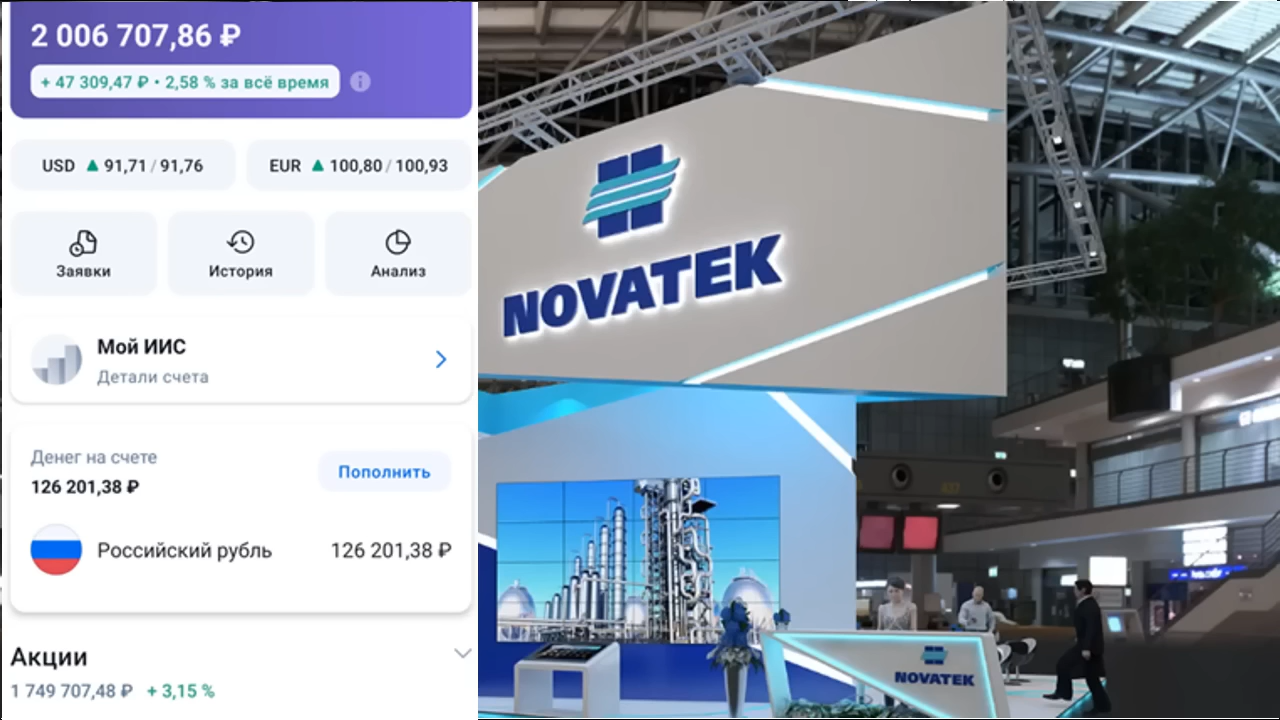 2 006 707,86 ₽
+ 47 309,47 ₽ • 2,58 % за всё время
USD ▲ 91,71 / 91,76
EUR ▲ 100,80 / 100,93
Заявки
История
Анализ
Мой ИИС
Детали счета
Денег на счете
126 201,38 ₽
Пополнить
Российский рубль
126 201,38 ₽
Акции
1 749 707,48 ₽ + 3,15 %
NOVATEK
NOVATEK